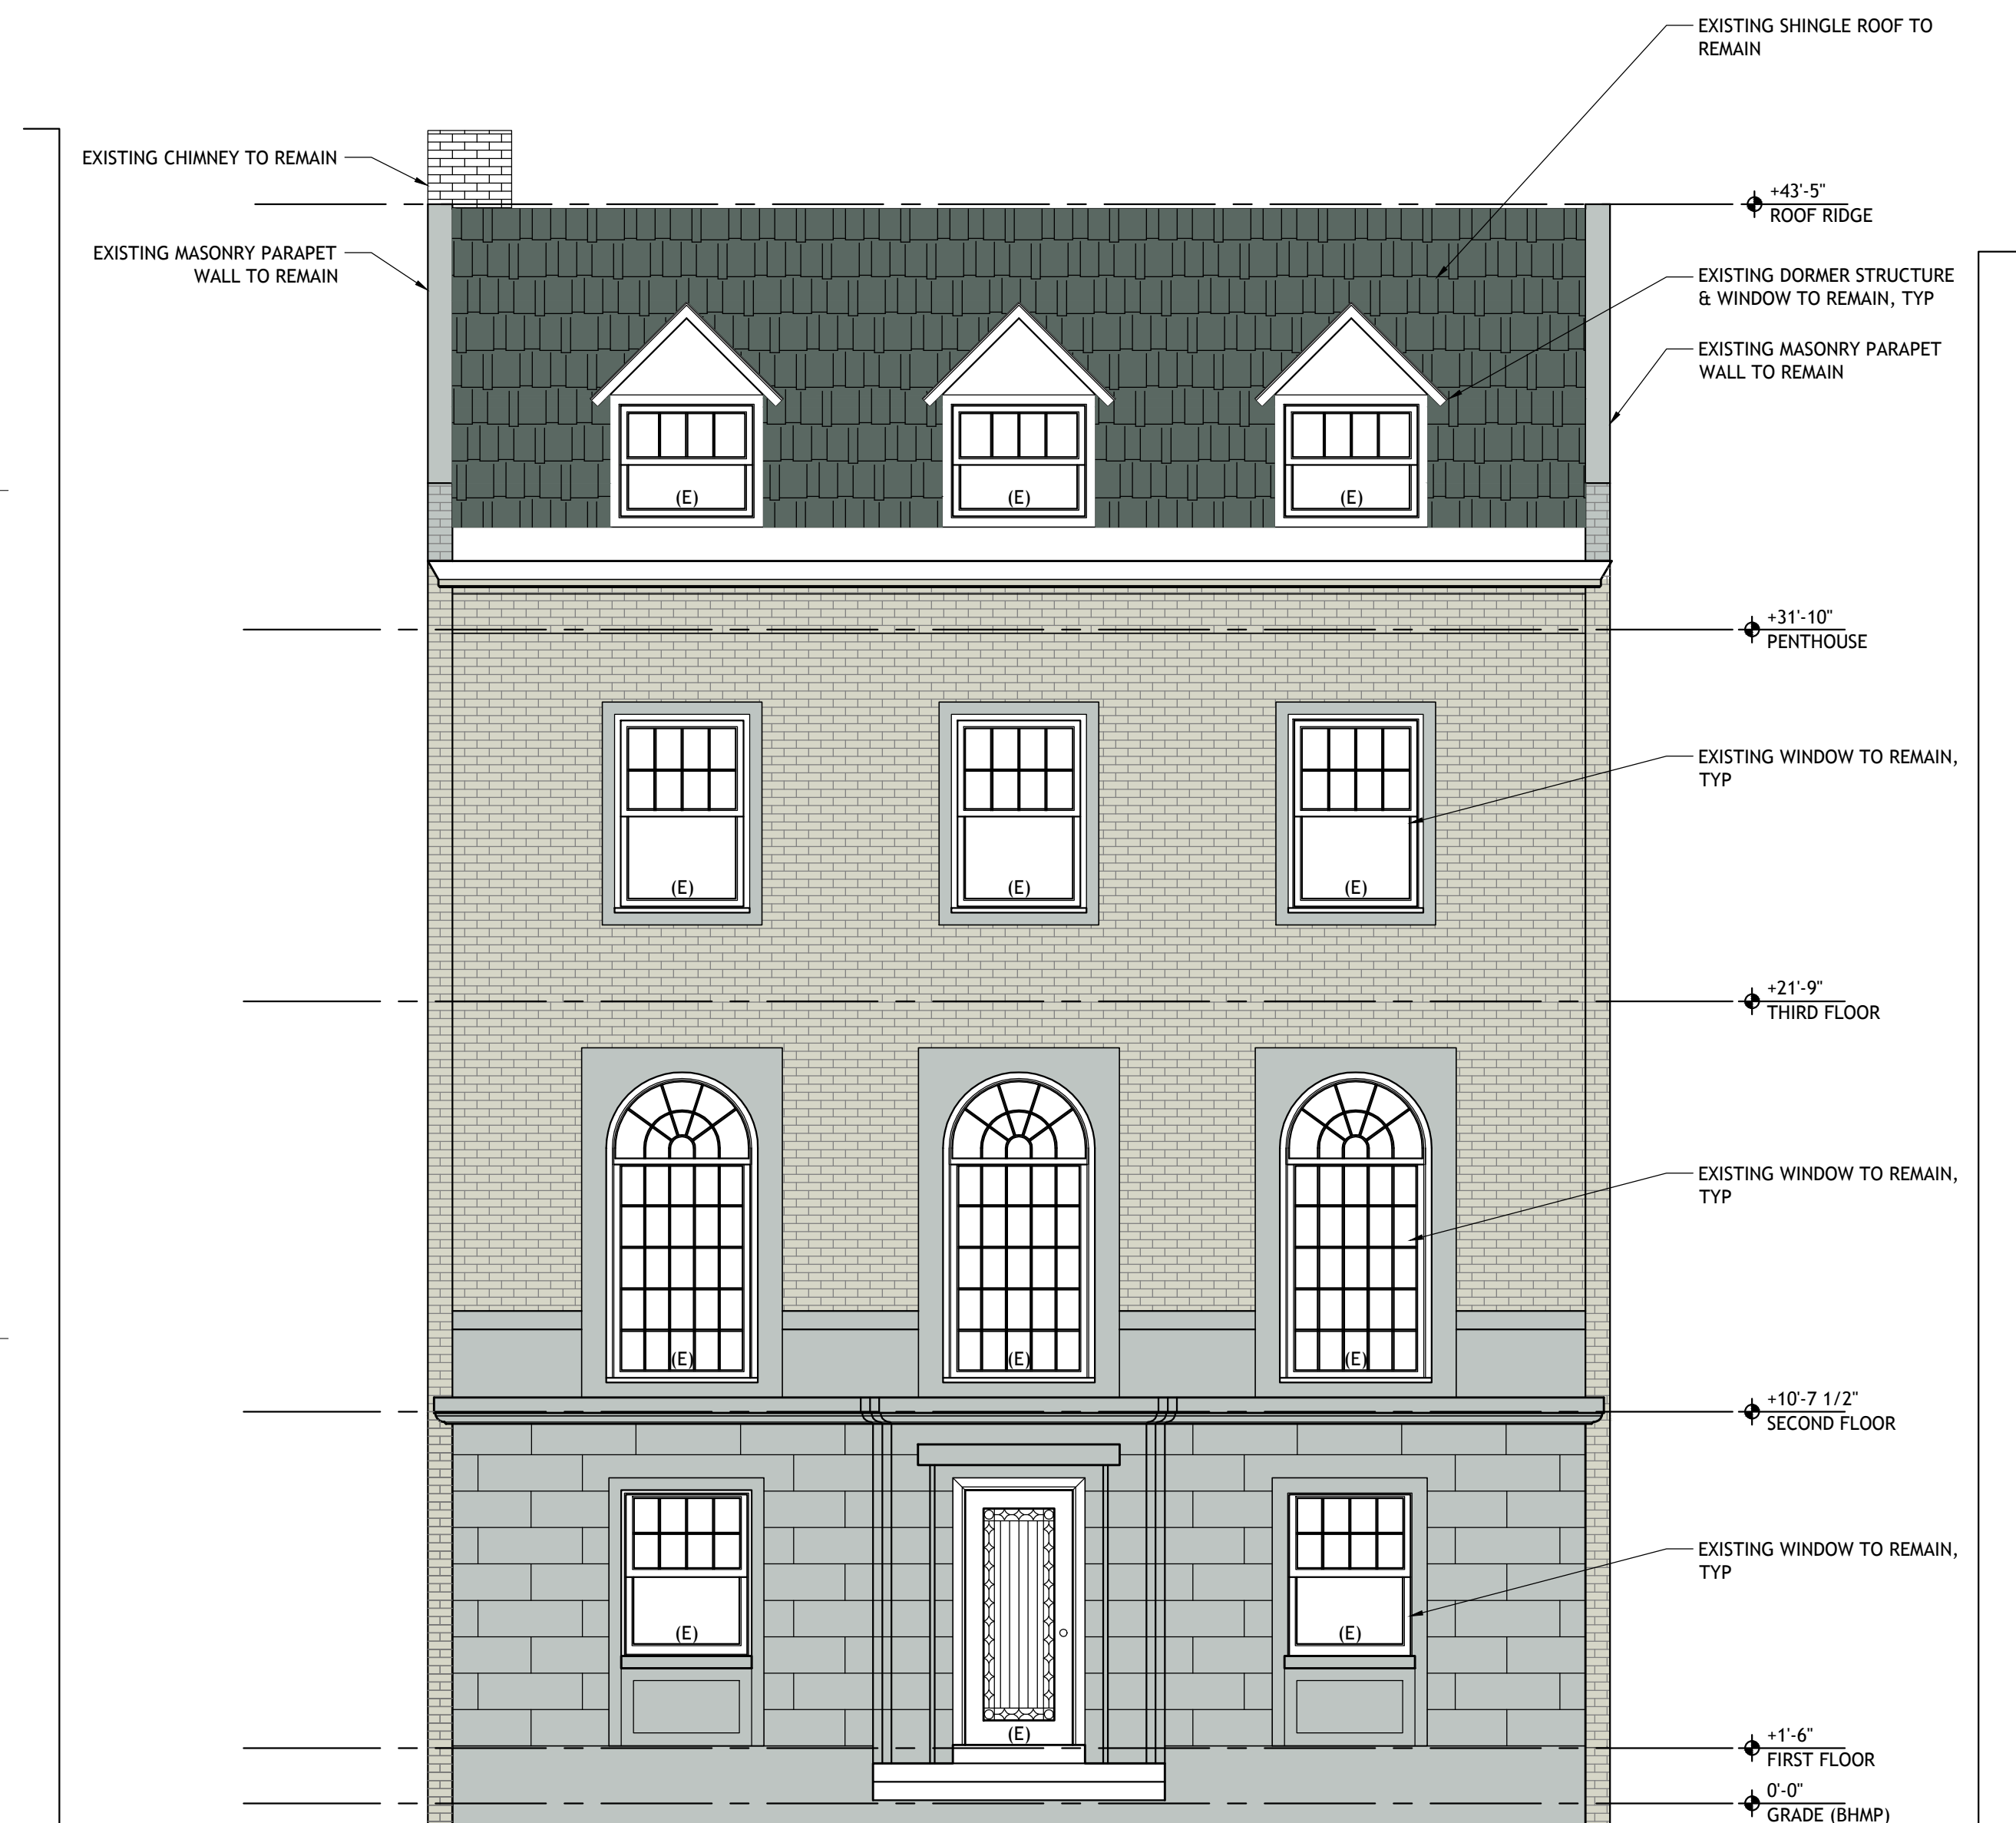 EXISTING SHINGLE ROOF TO
REMAIN
EXISTING CHIMNEY TO REMAIN
+43'-5"
ROOF RIDGE
EXISTING MASONRY PARAPET
WALL TO REMAIN
EXISTING DORMER STRUCTURE
& WINDOW TO REMAIN, TYP
EXISTING MASONRY PARAPET
WALL TO REMAIN
(E)
(E)
(E)
+31'-10"
PENTHOUSE
EXISTING WINDOW TO REMAIN,
TYP
(E)
(E)
(E)
+21'-9"
THIRD FLOOR
EXISTING WINDOW TO REMAIN,
TYP
(E)
(E)
(E)
+10'-7 1/2"
SECOND FLOOR
EXISTING WINDOW TO REMAIN,
TYP
(E)
(E)
(E)
+1'-6"
FIRST FLOOR
0'-0"
GRADE (BHMP)